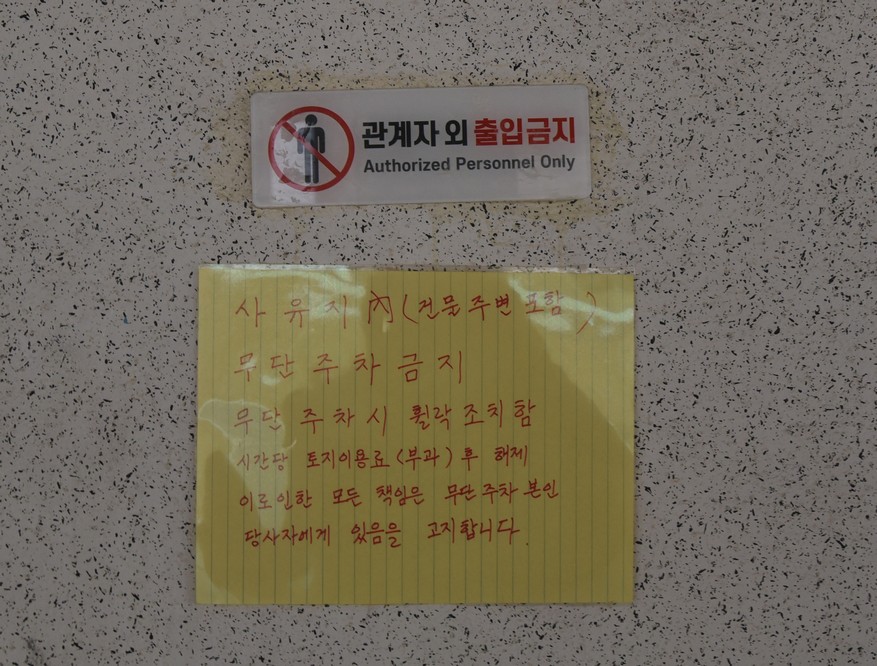 관계자 외 출입금지
Authorized Personnel Only
사유지 內 (건물주변 포함)
무단주차금지
무단 주차시 휠락 조치함
시간당 토지이용료 (부과) 후 해제
이로인한 모든 책임은 무단주차 본인
당사자에게 있음을 고지합니다.